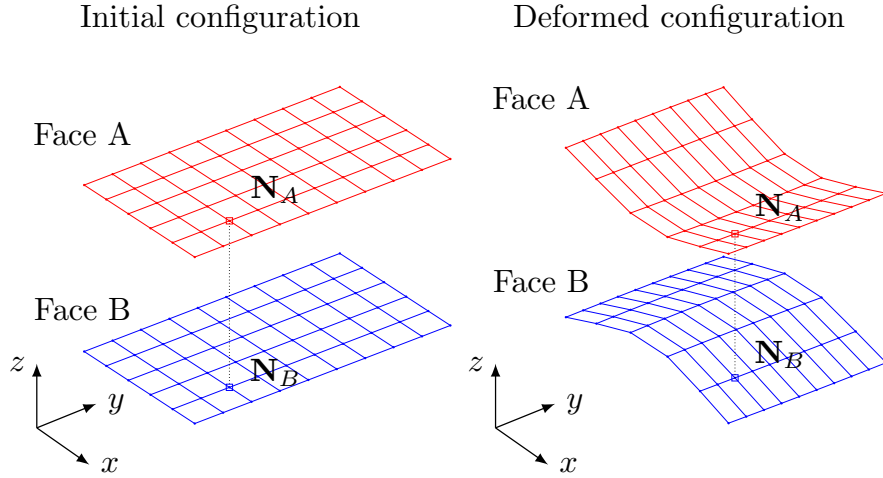 Initial configuration
Face A
N_A
Face B
N_B
z
y
x
Deformed configuration
Face A
N_A
Face B
N_B
z
y
x